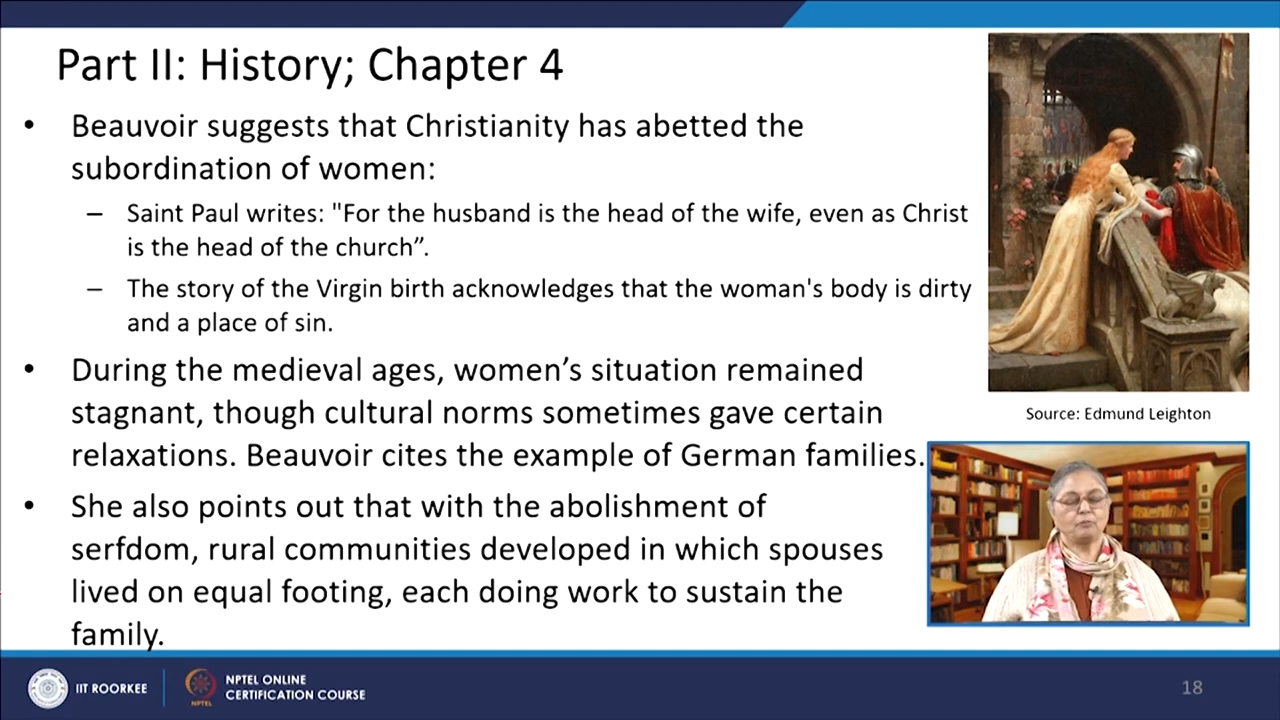 Part II: History; Chapter 4
• Beauvoir suggests that Christianity has abetted the
subordination of women:
– Saint Paul writes: "For the husband is the head of the wife, even as Christ
is the head of the church”.
– The story of the Virgin birth acknowledges that the woman's body is dirty
and a place of sin.
• During the medieval ages, women’s situation remained
stagnant, though cultural norms sometimes gave certain
relaxations. Beauvoir cites the example of German families.
• She also points out that with the abolishment of
serfdom, rural communities developed in which spouses
lived on equal footing, each doing work to sustain the
family.
Source: Edmund Leighton
IIT ROORKEE
NPTEL
NPTEL ONLINE
CERTIFICATION COURSE
18